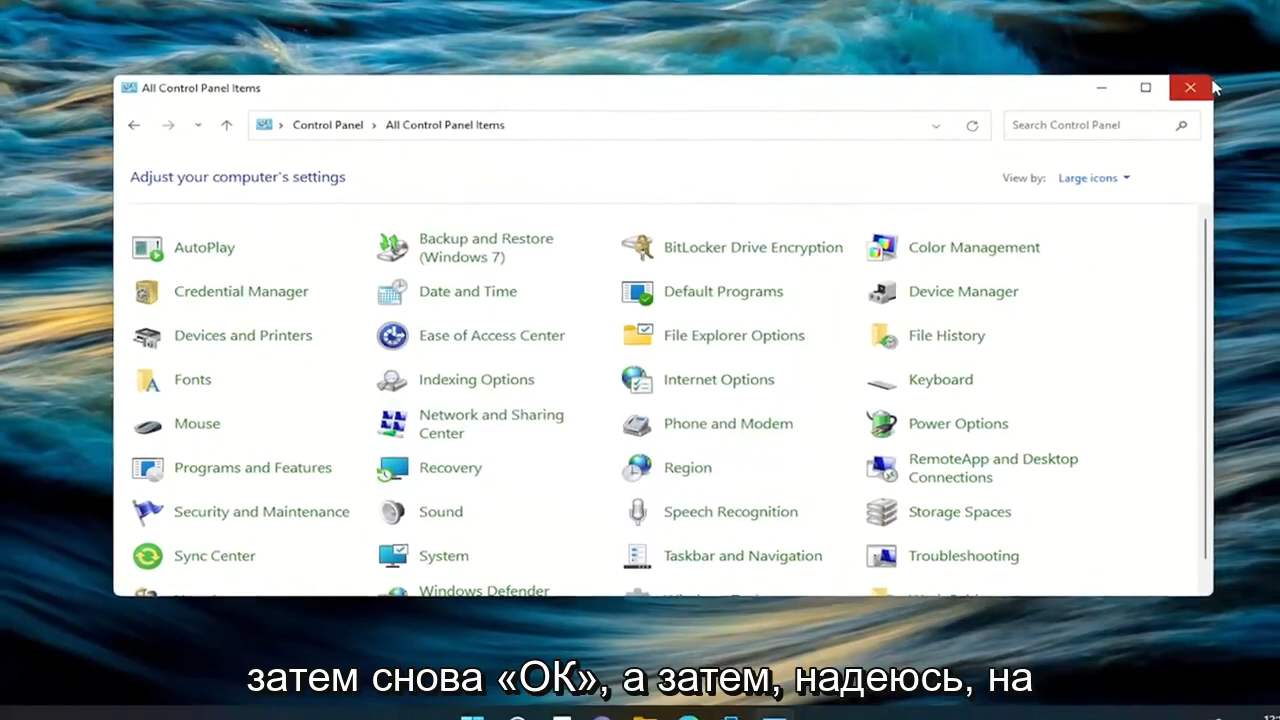 All Control Panel Items
Control Panel > All Control Panel Items
Search Control Panel
Adjust your computer's settings
View by: Large icons
AutoPlay
Backup and Restore
(Windows 7)
BitLocker Drive Encryption
Color Management
Credential Manager
Date and Time
Default Programs
Device Manager
Devices and Printers
Ease of Access Center
File Explorer Options
File History
Fonts
Indexing Options
Internet Options
Keyboard
Mouse
Network and Sharing
Center
Phone and Modem
Power Options
Programs and Features
Recovery
Region
RemoteApp and Desktop
Connections
Security and Maintenance
Sound
Speech Recognition
Storage Spaces
Sync Center
System
Taskbar and Navigation
Troubleshooting
Windows Defender
затем снова «ОК», а затем, надеюсь, на